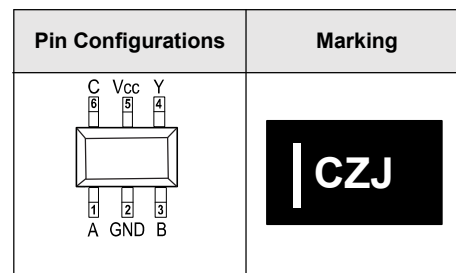 Pin Configurations Marking
C Vcc Y
6 5 4
1 2 3
A GND B
CZJ